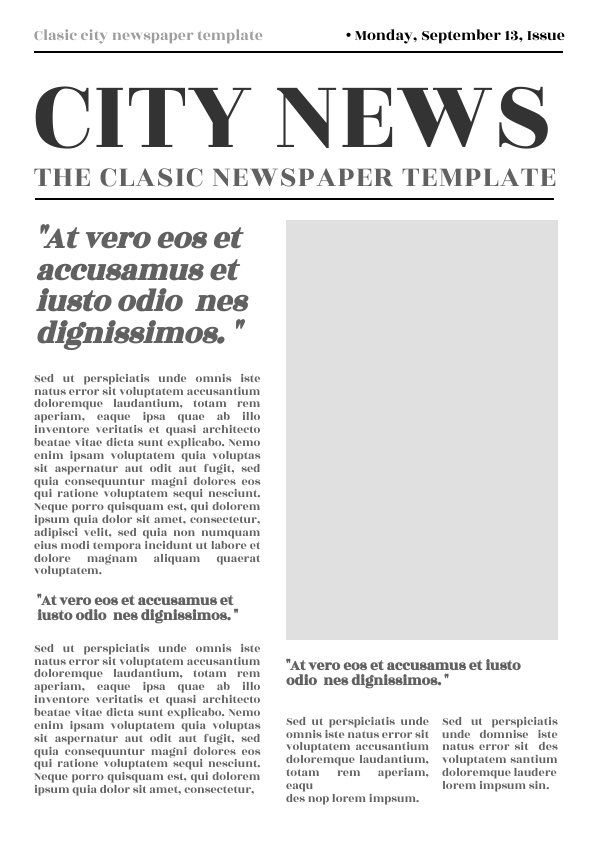 Clasic city newspaper template
• Monday, September 13, Issue
CITY NEWS
THE CLASIC NEWSPAPER TEMPLATE
"At vero eos et
accusamus et
iusto odio nes
dignissimos. "
Sed ut perspiciatis unde omnis iste
natus error sit voluptatem accusantium
doloremque laudantium, totam rem
aperiam, eaque ipsa quae ab illo
inventore veritatis et quasi architecto
beatae vitae dicta sunt explicabo. Nemo
enim ipsam voluptatem quia voluptas
sit aspernatur aut odit aut fugit, sed
quia consequuntur magni dolores eos
qui ratione voluptatem sequi nesciunt.
Neque porro quisquam est, qui dolorem
ipsum quia dolor sit amet, consectetur,
adipisci velit, sed quia non numquam
eius modi tempora incidunt ut labore et
dolore magnam aliquam quaerat
voluptatem.
"At vero eos et accusamus et
iusto odio nes dignissimos. "
Sed ut perspiciatis unde omnis iste
natus error sit voluptatem accusantium
doloremque laudantium, totam rem
aperiam, eaque ipsa quae ab illo
inventore veritatis et quasi architecto
beatae vitae dicta sunt explicabo. Nemo
enim ipsam voluptatem quia voluptas
sit aspernatur aut odit aut fugit, sed
quia consequuntur magni dolores eos
qui ratione voluptatem sequi nesciunt.
Neque porro quisquam est, qui dolorem
ipsum quia dolor sit amet, consectetur,
"At vero eos et accusamus et iusto
odio nes dignissimos. "
Sed ut perspiciatis unde
omnis iste natus error sit
voluptatem accusantium
doloremque laudantium,
totam rem aperiam,
eaqu
des nop lorem impsum.
Sed ut perspiciatis
unde domnise iste
natus error sit des
voluptatem santium
doloremque laudere
lorem impsum sin.